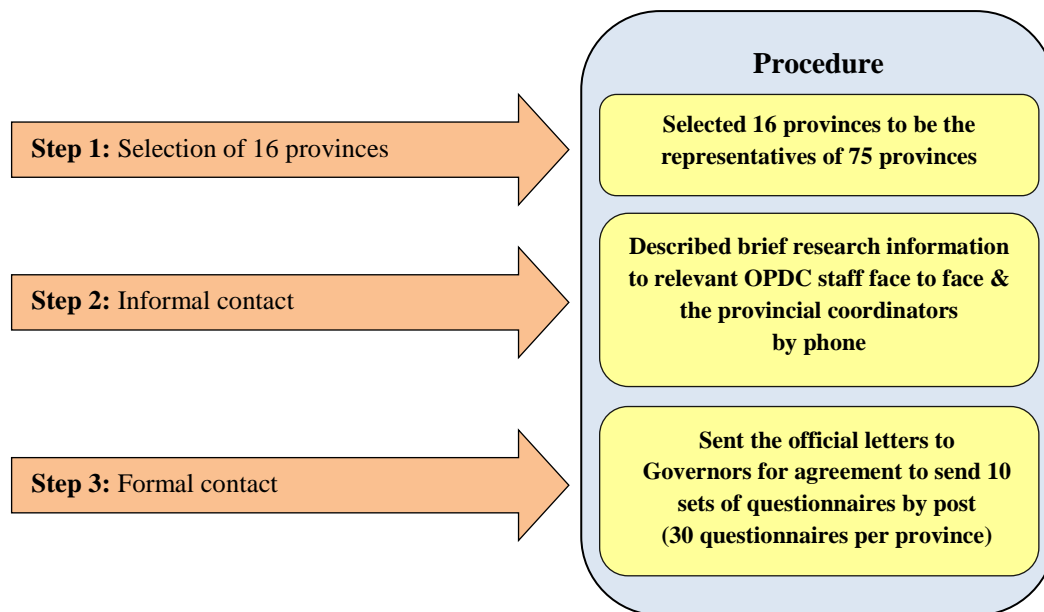 Procedure
Step 1: Selection of 16 provinces
Selected 16 provinces to be the
representatives of 75 provinces
Step 2: Informal contact
Described brief research information
to relevant OPDC staff face to face &
the provincial coordinators
by phone
Step 3: Formal contact
Sent the official letters to
Governors for agreement to send 10
sets of questionnaires by post
(30 questionnaires per province)